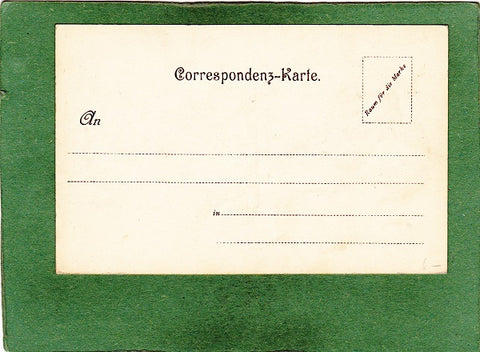 Correspondenz-Karte.
Raum für die Marke
An
in